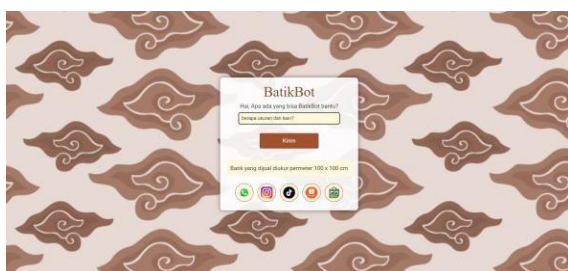 BatikBot
Hai, Apa ada yang bisa BatikBot bantu?
berapa ukuran dari kain?
Kirim
Batik yang dijual diukur permeter 100 x 100 cm